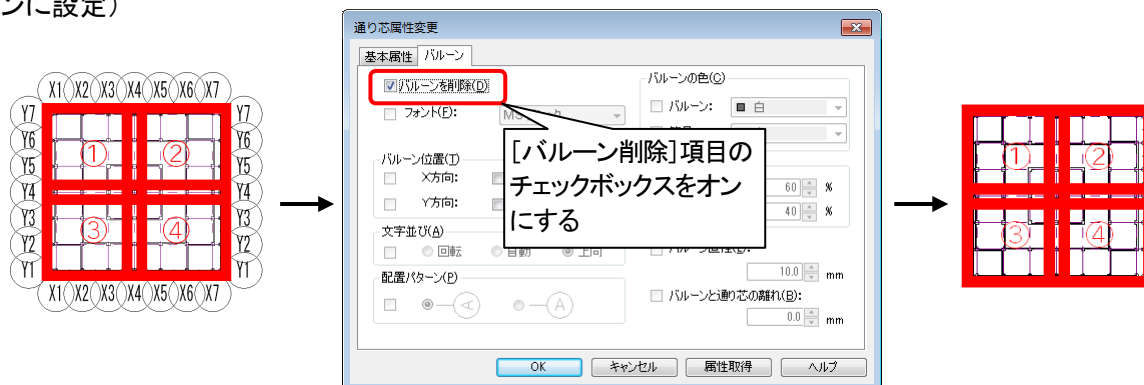 ンに設定）
X1 X2 X3 X4 X5 X6 X7
Y7 Y7
Y6 Y6
① ②
Y5 Y5
Y4 Y4
Y3 Y3
③ ④
Y2 Y2
Y1 Y1
X1 X2 X3 X4 X5 X6 X7
通り芯属性変更
基本属性 バルーン
バルーンを削除(D)
フォント(F):
バルーン位置(T)
X方向:
Y方向:
文字並び(A)
回転 自動 上向
配置パターン(P)
A A
バルーンの色(C)
バルーン: 白
[バルーン削除]項目の
チェックボックスをオン
にする
60 %
40 %
10.0 mm
バルーンと通り芯の離れ(B):
0.0 mm
OK キャンセル 属性取得 ヘルプ
① ②
③ ④